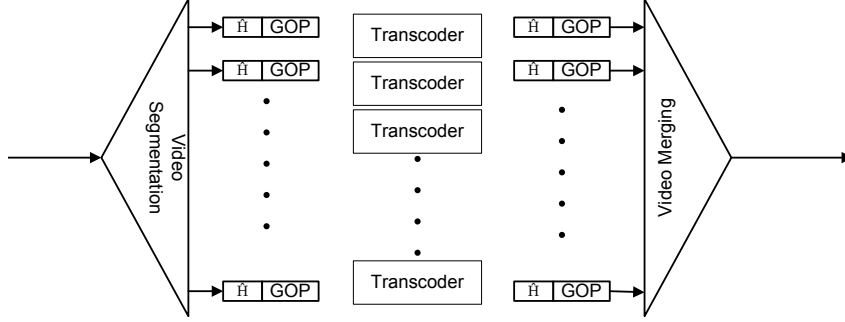 Video
Segmentation
Ĥ GOP
Ĥ GOP
Ĥ GOP
Transcoder
Transcoder
Transcoder
Transcoder
Ĥ GOP
Ĥ GOP
Ĥ GOP
Video Merging